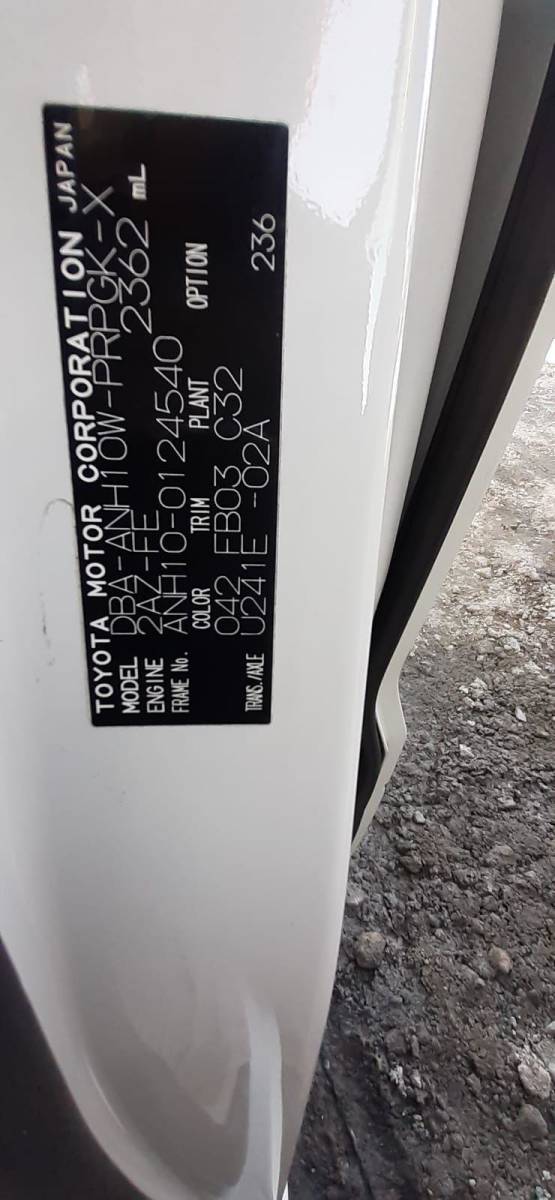 TOYOTA MOTOR CORPORATION JAPAN
MODEL DBA-ANH10W-PRPGK-X
ENGINE 2AZ-FE 2362 mL
FRAME No. ANH10-0124540
COLOR TRIM PLANT OPTION
042 FB03 C32
TRANS./AXLE U241E -02A 236